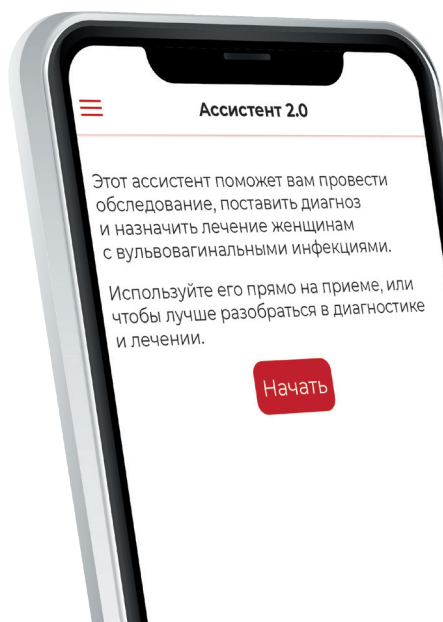 Ассистент 2.0
Этот ассистент поможет вам провести
обследование, поставить диагноз
и назначить лечение женщинам
с вульвовагинальными инфекциями.
Используйте его прямо на приеме, или
чтобы лучше разобраться в диагностике
и лечении.
Начать